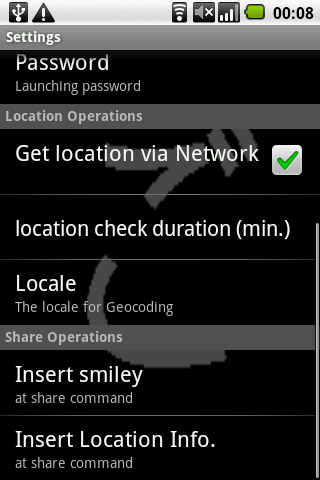 00:08
Settings
Password
Launching password
Location Operations
Get location via Network
location check duration (min.)
Locale
The locale for Geocoding
Share Operations
Insert smiley
at share command
Insert Location Info.
at share command